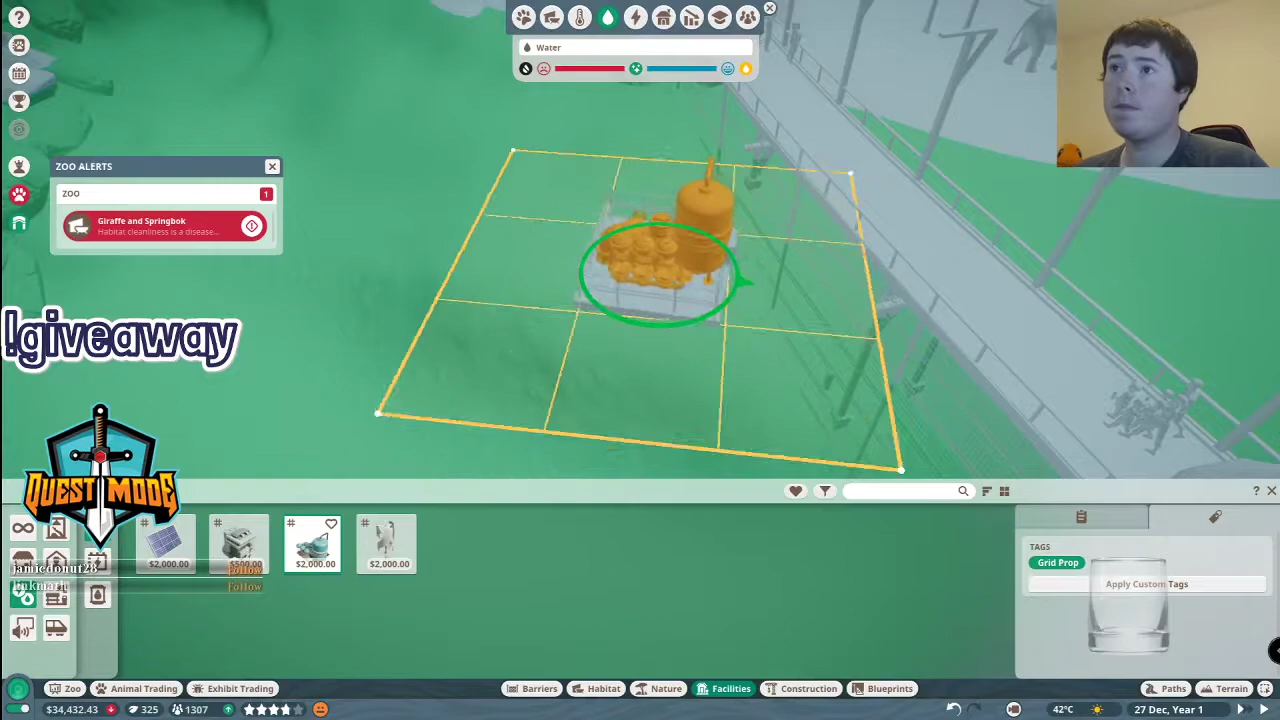 ?
Water
ZOO ALERTS
ZOO
1
Giraffe and Springbok
Habitat cleanliness is a disease...
!giveaway
QUEST MODE
jamiedonut28
Follow
linkmark
Follow
$2,000.00
$500.00
$2,000.00
$2,000.00
?
TAGS
Grid Prop
Apply Custom Tags
Zoo
Animal Trading
Exhibit Trading
Barriers
Habitat
Nature
Facilities
Construction
Blueprints
Paths
Terrain
$34,432.43
325
1307
42°C
27 Dec, Year 1